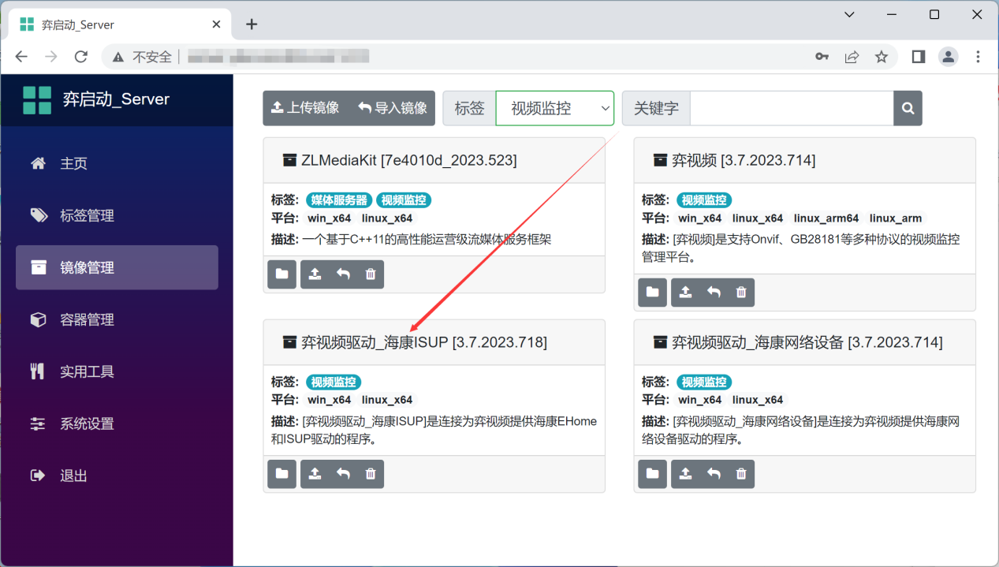 弈启动_Server
不安全
弈启动_Server
主页
标签管理
镜像管理
容器管理
实用工具
系统设置
退出
上传镜像 导入镜像 标签 视频监控 关键字
ZLMediaKit [7e4010d_2023.523]
标签: 媒体服务器 视频监控
平台: win_x64 linux_x64
描述: 一个基于C++11的高性能运营级流媒体服务框架
弈视频 [3.7.2023.714]
标签: 视频监控
平台: win_x64 linux_x64 linux_arm64 linux_arm
描述: [弈视频]是支持Onvif、GB28181等多种协议的视频监控
管理平台。
弈视频驱动_海康ISUP [3.7.2023.718]
标签: 视频监控
平台: win_x64 linux_x64
描述: [弈视频驱动_海康ISUP]是连接为弈视频提供海康EHome
和ISUP驱动的程序。
弈视频驱动_海康网络设备 [3.7.2023.714]
标签: 视频监控
平台: win_x64 linux_x64
描述: [弈视频驱动_海康网络设备]是连接为弈视频提供海康网
络设备驱动的程序。